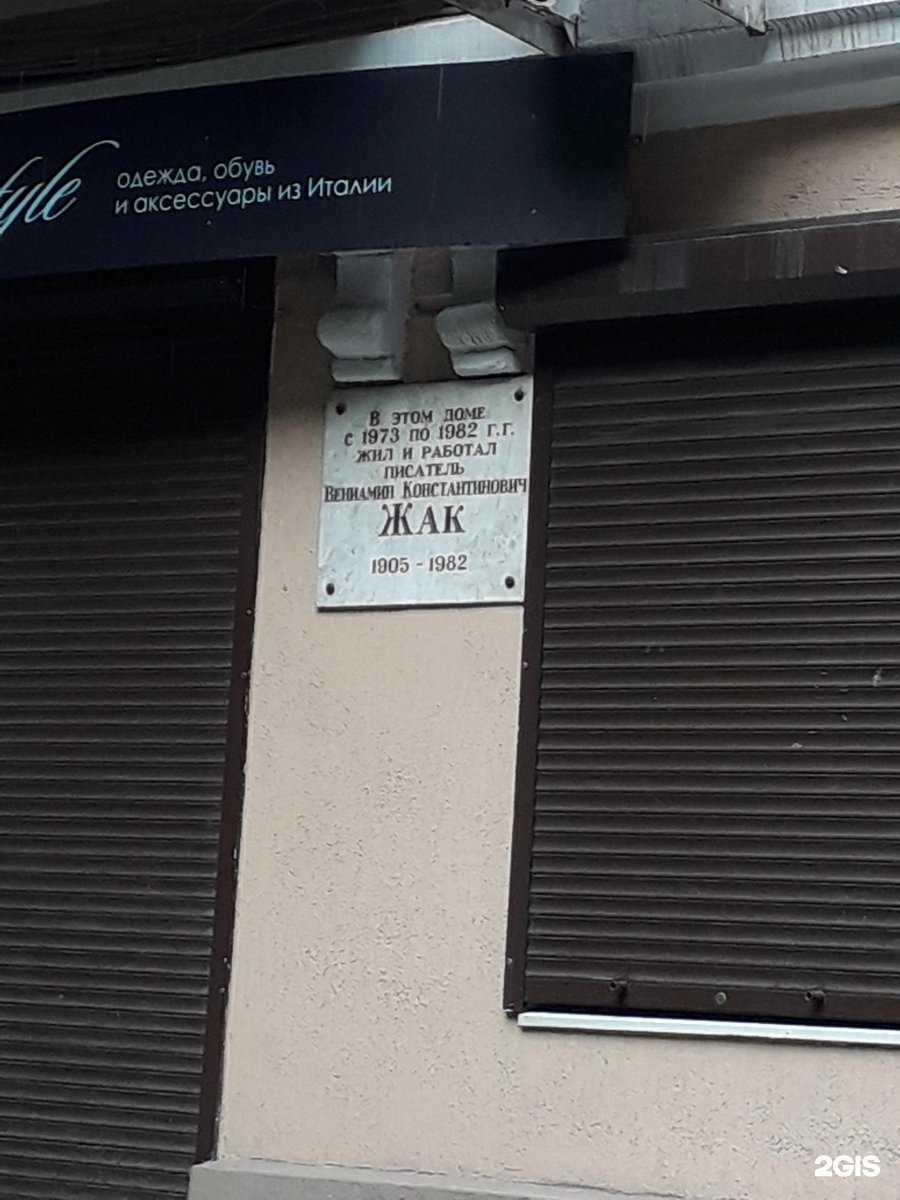 одежда, обувь
и аксессуары из Италии
В ЭТОМ ДОМЕ
С 1973 ПО 1982 Г.Г.
ЖИЛ И РАБОТАЛ
ПИСАТЕЛЬ
ВЕНИАМИН КОНСТАНТИНОВИЧ
ЖАК
1905 - 1982
2GIS